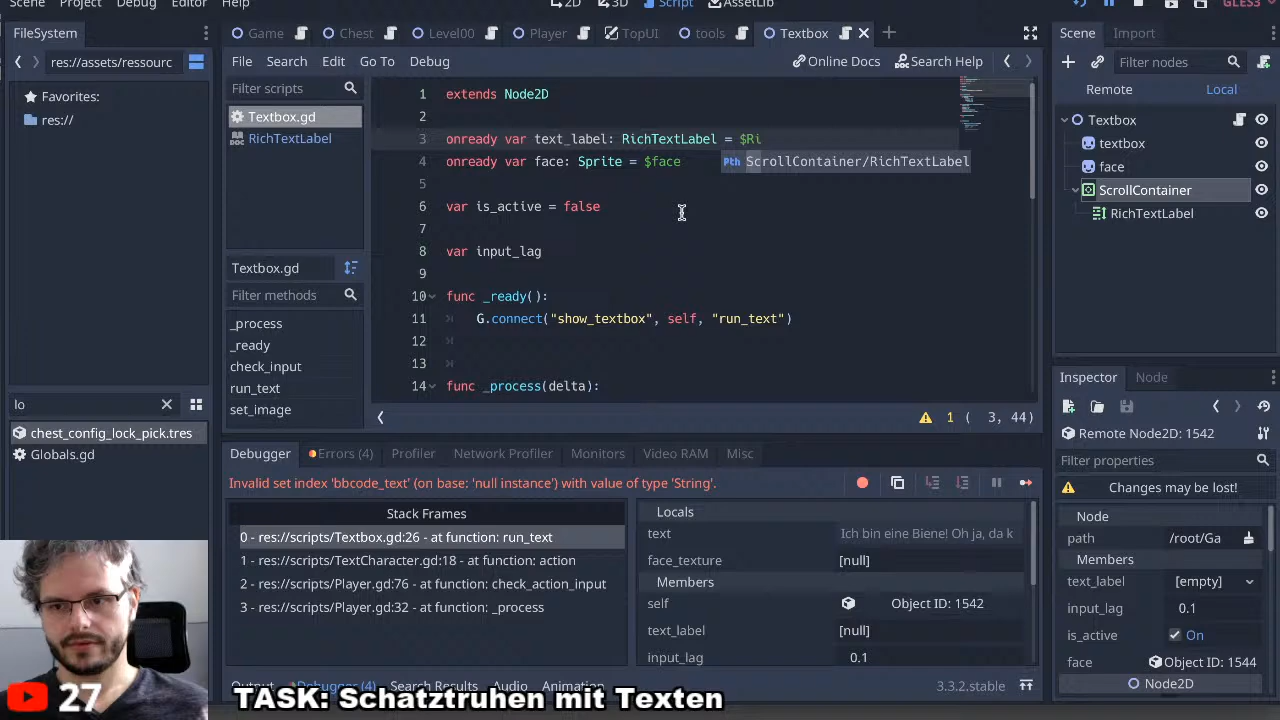 Scene Project Debug Editor Help
2D 3D Script AssetLib
GLES3
FileSystem
res://assets/ressourc
Favorites:
res://
lo
chest_config_lock_pick.tres
Globals.gd
Game Chest Level00 Player TopUI tools Textbox
File Search Edit Go To Debug Online Docs Search Help
Filter scripts
Textbox.gd
RichTextLabel
Textbox.gd
Filter methods
_process
_ready
check_input
run_text
set_image
1 extends Node2D
2
3 onready var text_label: RichTextLabel = $Ri
4 onready var face: Sprite = $face
Pth ScrollContainer/RichTextLabel
5
6 var is_active = false
7
8 var input_lag
9
10 func _ready():
11 G.connect("show_textbox", self, "run_text")
12
13
14 func _process(delta):
1 ( 3, 44)
Debugger Errors (4) Profiler Network Profiler Monitors Video RAM Misc
Invalid set index 'bbcode_text' (on base: 'null instance') with value of type 'String'.
Stack Frames
0 - res://scripts/Textbox.gd:26 - at function: run_text
1 - res://scripts/TextCharacter.gd:18 - at function: action
2 - res://scripts/Player.gd:76 - at function: check_action_input
3 - res://scripts/Player.gd:32 - at function: _process
Locals
text Ich bin eine Biene! Oh ja, da k
face_texture [null]
Members
self Object ID: 1542
text_label [null]
input_lag 0.1
Output Debugger (4) Search Results Audio Animation
3.3.2.stable
Scene Import
Filter nodes
Remote Local
Textbox
textbox
face
ScrollContainer
RichTextLabel
Inspector Node
Remote Node2D: 1542
Filter properties
Changes may be lost!
Node
path /root/Ga
Members
text_label [empty]
input_lag 0.1
is_active On
face Object ID: 1544
Node2D
27
TASK: Schatztruhen mit Texten